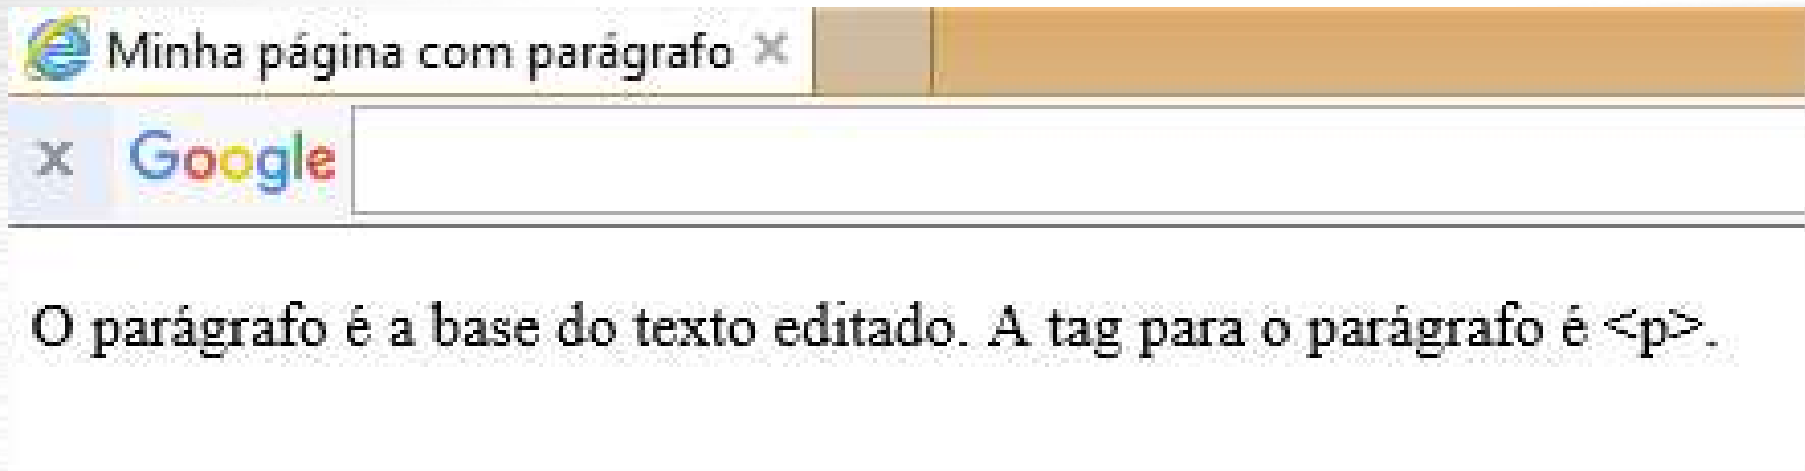 Minha página com parágrafo ×
x Google
O parágrafo é a base do texto editado. A tag para o parágrafo é <p>.